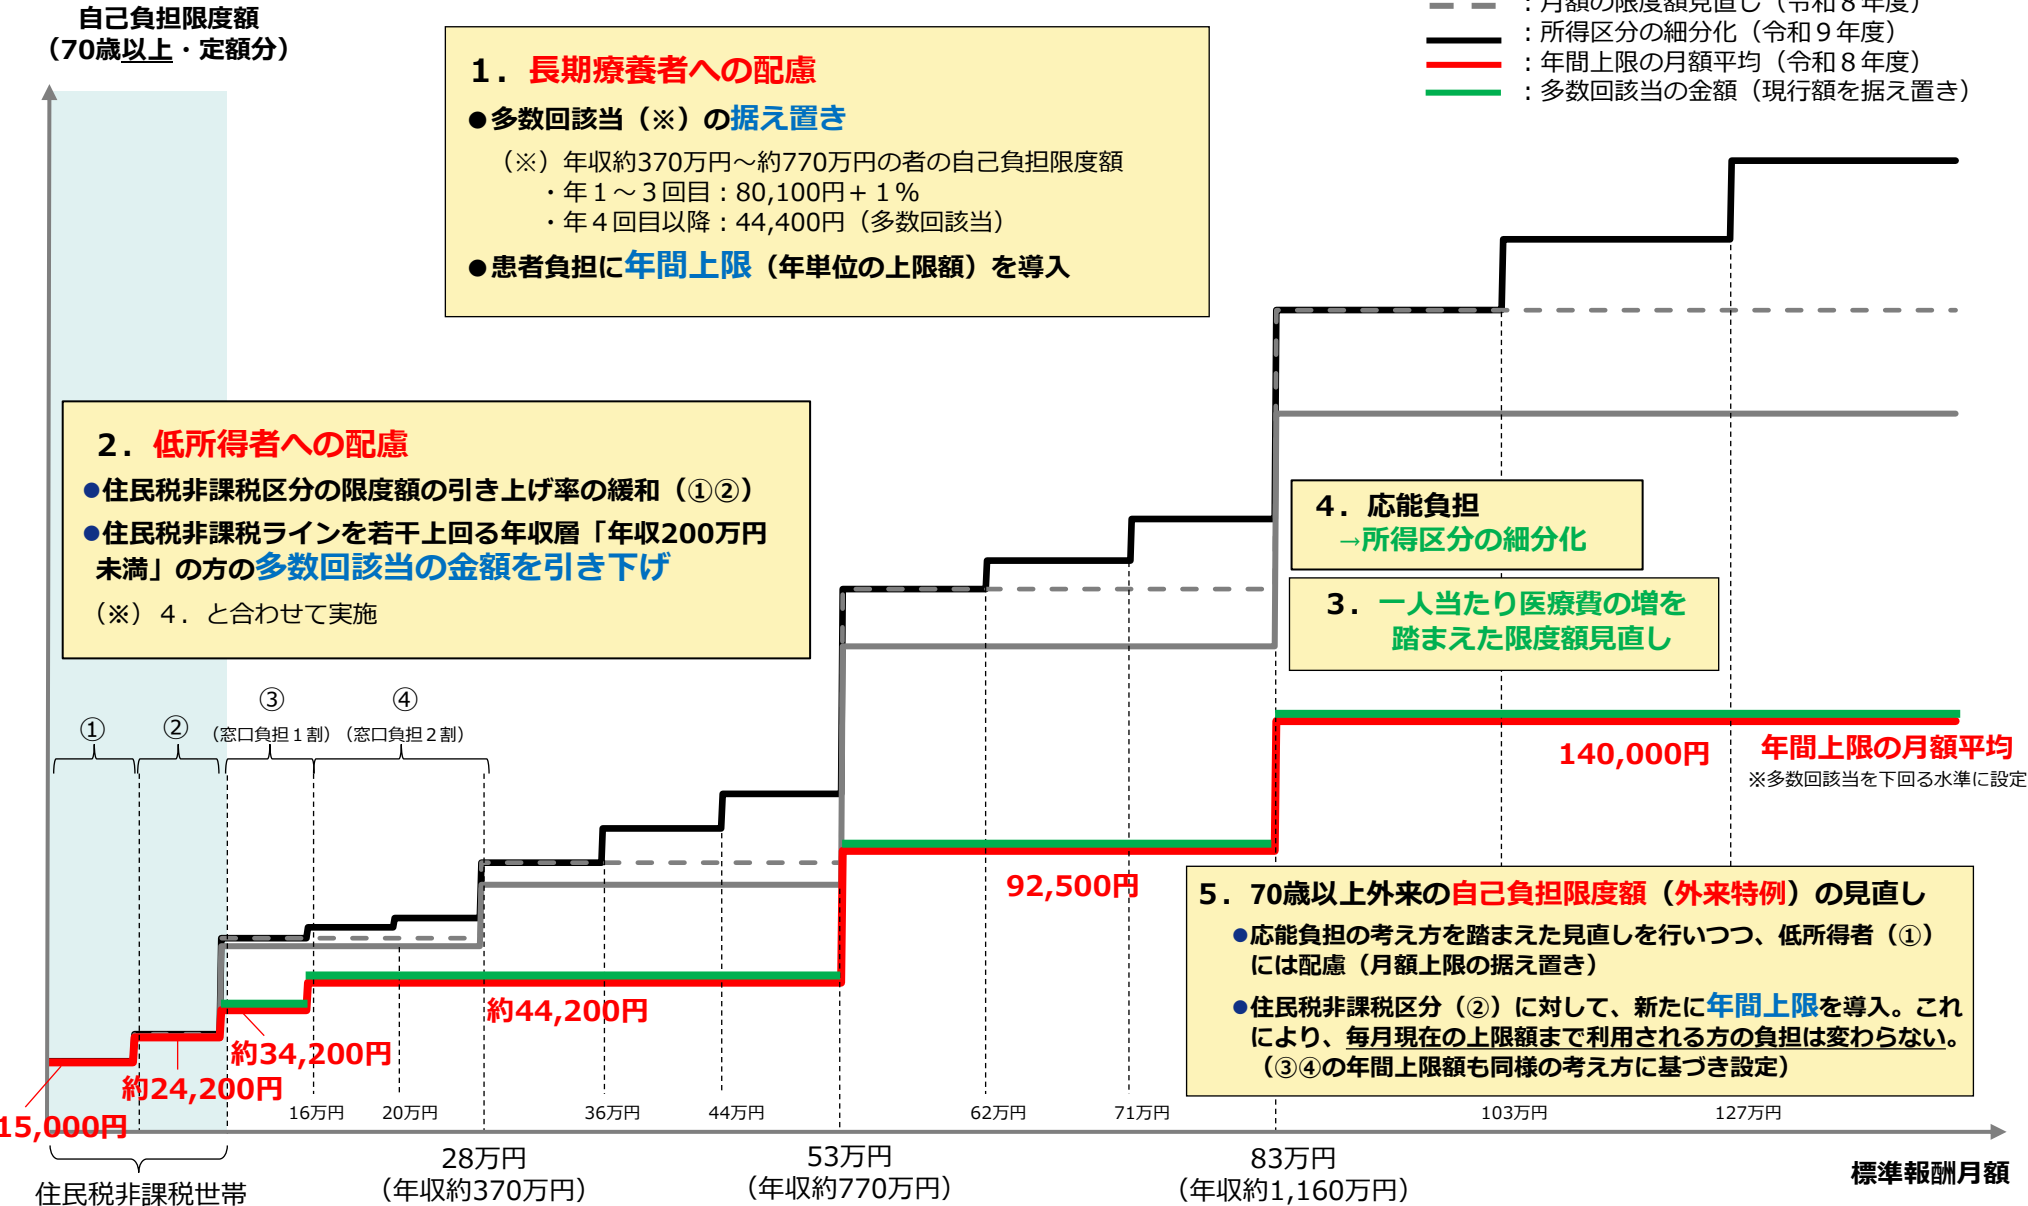 自己負担限度額
（70歳以上・定額分）
：月額の限度額見直し（令和８年度）
：所得区分の細分化（令和９年度）
：年間上限の月額平均（令和８年度）
：多数回該当の金額（現行額を据え置き）
１．長期療養者への配慮
●多数回該当（※）の据え置き
（※）年収約370万円～約770万円の者の自己負担限度額
・年１～３回目：80,100円＋１%
・年４回目以降：44,400円（多数回該当）
●患者負担に年間上限（年単位の上限額）を導入
２．低所得者への配慮
●住民税非課税区分の限度額の引き上げ率の緩和（①②）
●住民税非課税ラインを若干上回る年収層「年収200万円
未満」の方の多数回該当の金額を引き下げ
（※）４．と合わせて実施
４．応能負担
→所得区分の細分化
３．一人当たり医療費の増を
踏まえた限度額見直し
①
②
③
（窓口負担１割）
④
（窓口負担２割）
140,000円
年間上限の月額平均
※多数回該当を下回る水準に設定
92,500円
約44,200円
約34,200円
約24,200円
15,000円
５．70歳以上外来の自己負担限度額（外来特例）の見直し
●応能負担の考え方を踏まえた見直しを行いつつ、低所得者（①）
には配慮（月額上限の据え置き）
●住民税非課税区分（②）に対して、新たに年間上限を導入。これ
により、毎月現在の上限額まで利用される方の負担は変わらない。
（③④の年間上限額も同様の考え方に基づき設定）
16万円
20万円
36万円
44万円
62万円
71万円
103万円
127万円
住民税非課税世帯
28万円
（年収約370万円）
53万円
（年収約770万円）
83万円
（年収約1,160万円）
標準報酬月額